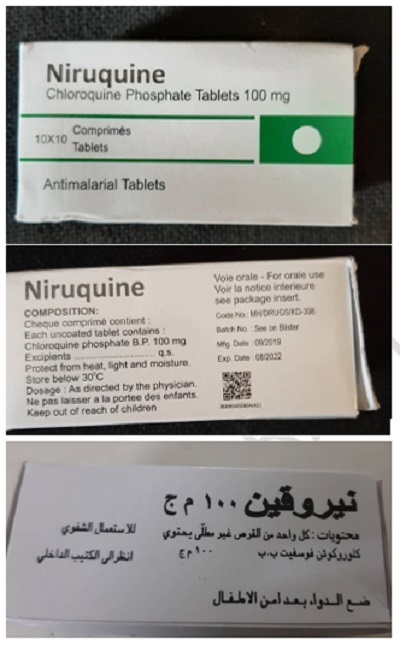 Niruquine
Chloroquine Phosphate Tablets 100 mg
10X10 Comprimés
Tablets
Antimalarial Tablets
Niruquine
COMPOSITION:
Cheque comprimé contient :
Each uncoated tablet contains :
Chloroquine phosphate B.P. 100 mg
Excipients ........................ q.s.
Protect from heat, light and moisture.
Store below 30°C
Dosage : As directed by the physician.
Ne pas laisser a la portee des enfants.
Keep out of reach of children
Voie orale - For orale use
Voir la notice interieure
see package insert.
Code No.: MH/DRUGS/KD-396
Batch No. : See on Blister
Mfg. Date : 09/2019
Exp. Date : 08/2022
نيروقين ١٠٠ م ج
محتويات : كل واحد من القرص غير مطلّى يحتوي
كلوروكوئن فوسفيت ب.ب ١٠٠ م ج
للاستعمال الشفوي
انظر الى الكتيب الداخلي
ضع الدواء بعد امن الاطفال